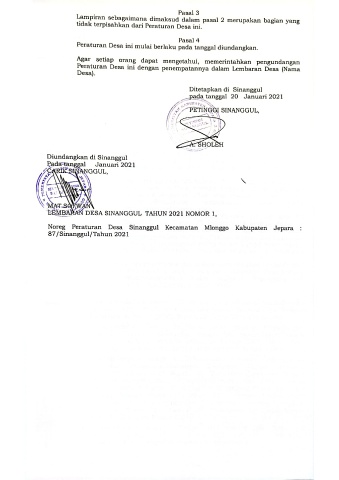 Pasal 3
Lampiran sebagaimana dimaksud dalam pasal 2 merupakan bagian yang
tidak terpisahkan dari Peraturan Desa ini.
Pasal 4
Peraturan Desa ini mulai berlaku pada tanggal diundangkan.
Agar setiap orang dapat mengetahui, memerintahkan pengundangan
Peraturan Desa ini dengan penempatannya dalam Lembaran Desa (Nama
Desa).
Ditetapkan di Sinanggul
pada tanggal 20 Januari 2021
PETINGGI SINANGGUL,
A. SHOLEH
Diundangkan di Sinanggul
Pada tanggal Januari 2021
CARIK SINANGGUL,
MAT
LEMBARAN DESA SINANGGUL TAHUN 2021 NOMOR 1,
Noreg Peraturan Desa Sinanggul Kecamatan Mlonggo Kabupaten Jepara :
87/Sinanggul/Tahun 2021